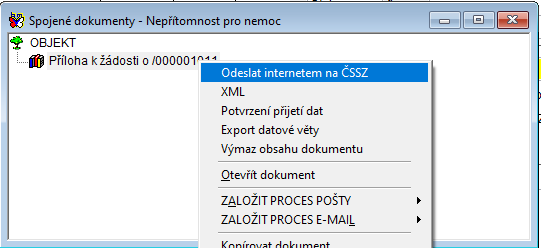 Spojené dokumenty - Nepřítomnost pro nemoc
OBJEKT
Příloha k žádosti o /000001011
Odeslat internetem na ČSSZ
XML
Potvrzení přijetí dat
Export datové věty
Výmaz obsahu dokumentu
Otevřít dokument
ZALOŽIT PROCES POŠTY
ZALOŽIT PROCES E-MAIL
Kopírovat dokument